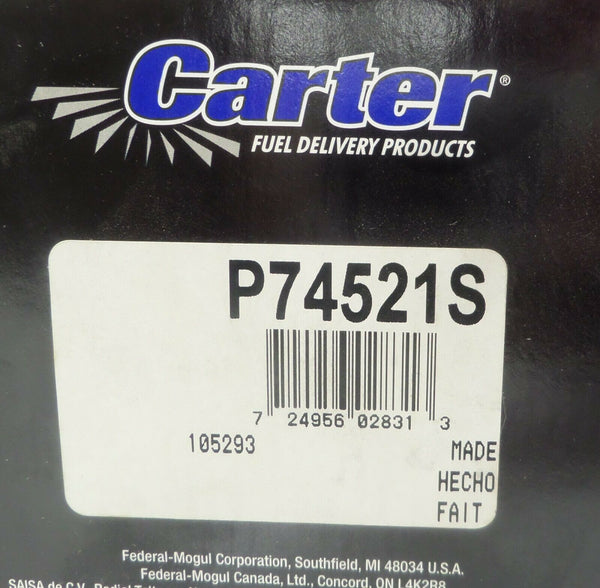 Carter®
FUEL DELIVERY PRODUCTS
P74521S
7 24956 02831 3
105293
MADE
HECHO
FAIT
Federal-Mogul Corporation, Southfield, MI 48034 U.S.A.
Federal-Mogul Canada, Ltd., Concord, ON L4K2R8
SAISA de C.V.